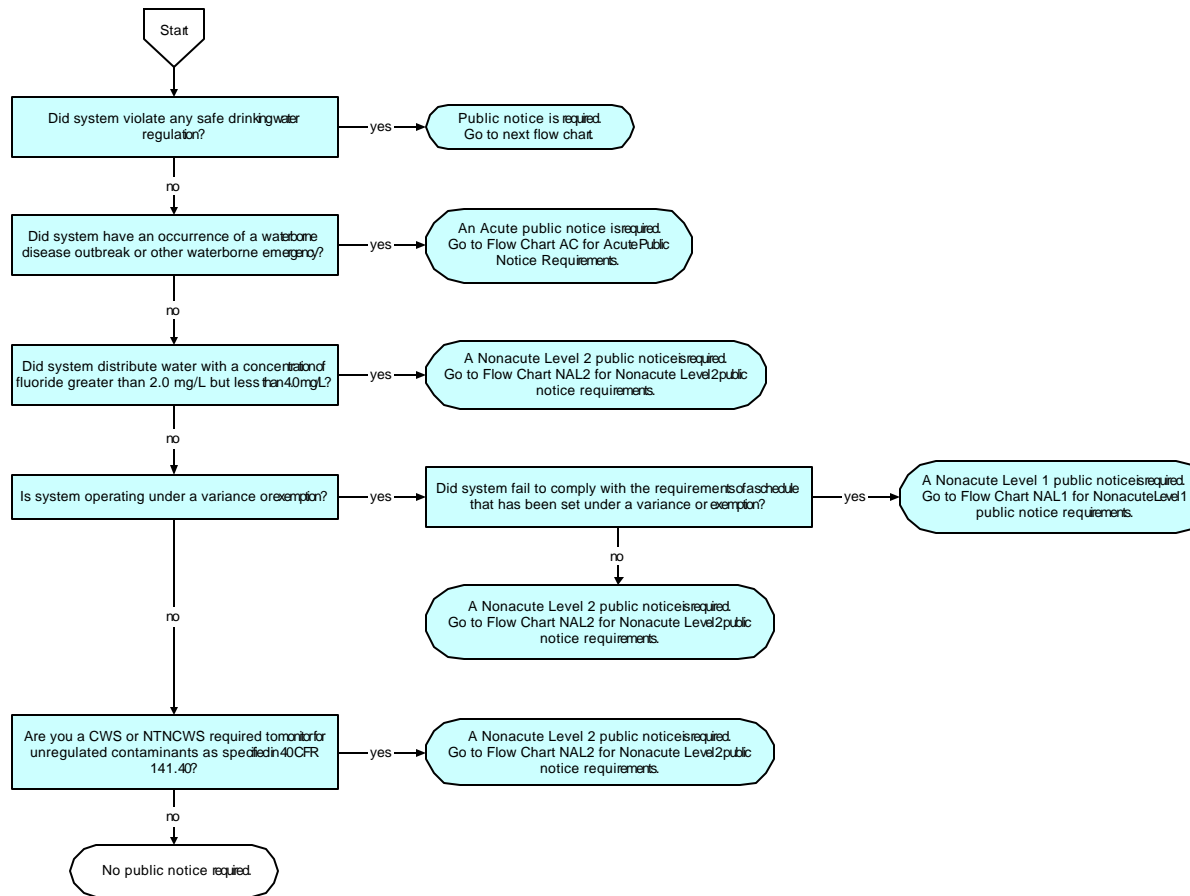 Start
Did system violate any safe drinking water
regulation?
yes
Public notice is required.
Go to next flow chart.
no
Did system have an occurrence of a waterborne
disease outbreak or other waterborne emergency?
yes
An Acute public notice is required.
Go to Flow Chart AC for Acute Public
Notice Requirements.
no
Did system distribute water with a concentration of
fluoride greater than 2.0 mg/L but less than 4.0 mg/L?
yes
A Nonacute Level 2 public notice is required.
Go to Flow Chart NAL2 for Nonacute Level 2 public
notice requirements.
no
Is system operating under a variance or exemption?
yes
Did system fail to comply with the requirements of a schedule
that has been set under a variance or exemption?
yes
A Nonacute Level 1 public notice is required.
Go to Flow Chart NAL1 for Nonacute Level 1
public notice requirements.
no
A Nonacute Level 2 public notice is required.
Go to Flow Chart NAL2 for Nonacute Level 2 public
notice requirements.
no
Are you a CWS or NTNCWS required to monitor for
unregulated contaminants as specified in 40 CFR
141.40?
yes
A Nonacute Level 2 public notice is required.
Go to Flow Chart NAL2 for Nonacute Level 2 public
notice requirements.
no
No public notice required.